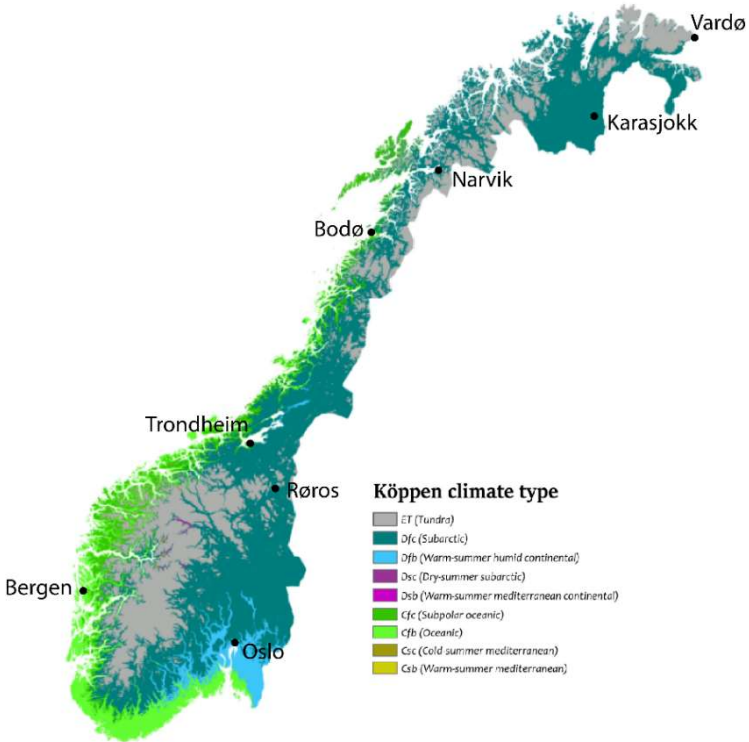 Vardø
Karasjokk
Narvik
Bodø
Trondheim
Røros
Köppen climate type
ET (Tundra)
Dfc (Subarctic)
Dfb (Warm-summer humid continental)
Dsc (Dry-summer subarctic)
Dsb (Warm-summer mediterranean continental)
Cfc (Subpolar oceanic)
Cfb (Oceanic)
Csc (Cold-summer mediterranean)
Csb (Warm-summer mediterranean)
Bergen
Oslo